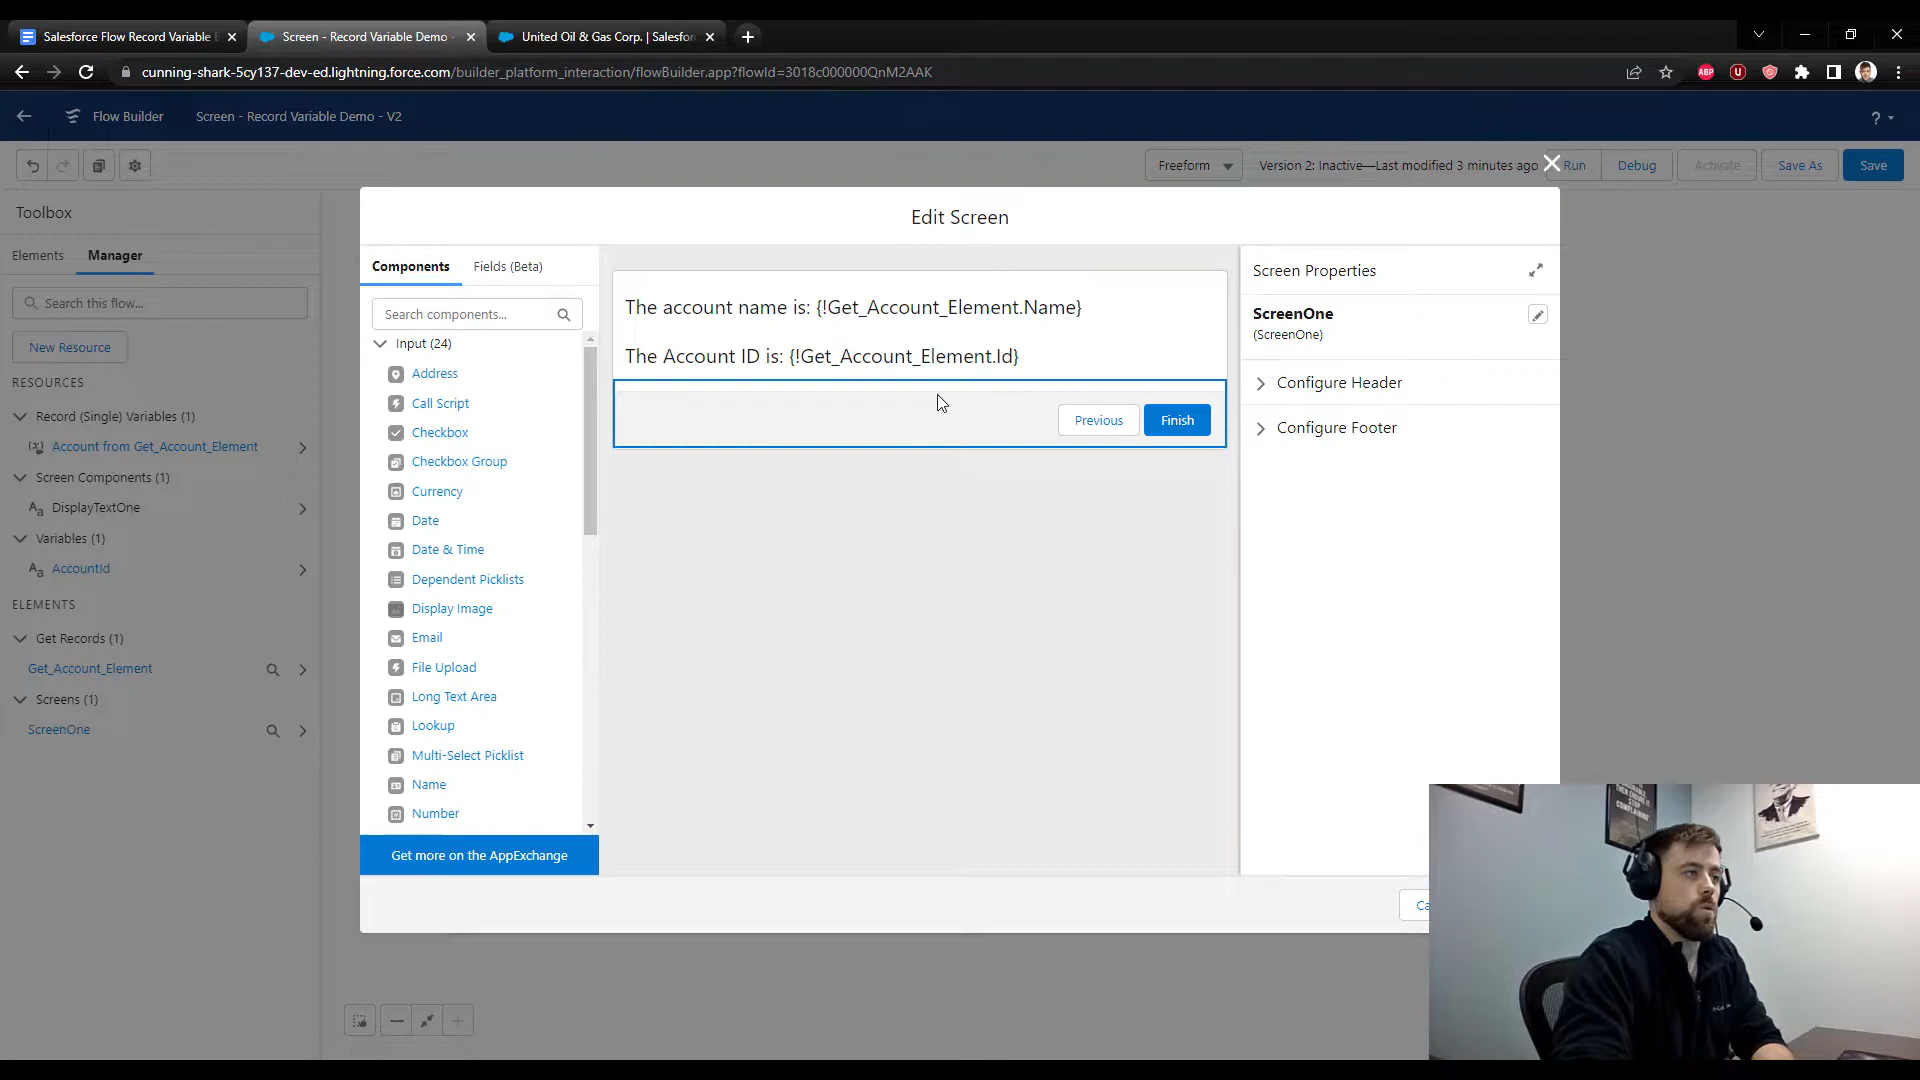 Salesforce Flow Record Variable
Screen - Record Variable Demo -
United Oil & Gas Corp. | Salesfor
cunning-shark-5cy137-dev-ed.lightning.force.com/builder_platform_interaction/flowBuilder.app?flowId=3018c000000QnM2AAK
ABP
Flow Builder
Screen - Record Variable Demo - V2
?
Freeform
Version 2: Inactive—Last modified 3 minutes ago
Run
Debug
Activate
Save As
Save
Toolbox
Elements
Manager
Search this flow...
New Resource
RESOURCES
Record (Single) Variables (1)
Account from Get_Account_Element
Screen Components (1)
DisplayTextOne
Variables (1)
AccountId
ELEMENTS
Get Records (1)
Get_Account_Element
Screens (1)
ScreenOne
Edit Screen
Components
Fields (Beta)
Search components...
Input (24)
Address
Call Script
Checkbox
Checkbox Group
Currency
Date
Date & Time
Dependent Picklists
Display Image
Email
File Upload
Long Text Area
Lookup
Multi-Select Picklist
Name
Number
Get more on the AppExchange
The account name is: {!Get_Account_Element.Name}
The Account ID is: {!Get_Account_Element.Id}
Previous
Finish
Screen Properties
ScreenOne
(ScreenOne)
Configure Header
Configure Footer
Ca
THEN ENDURE IT.
STOP
COMPLAINING